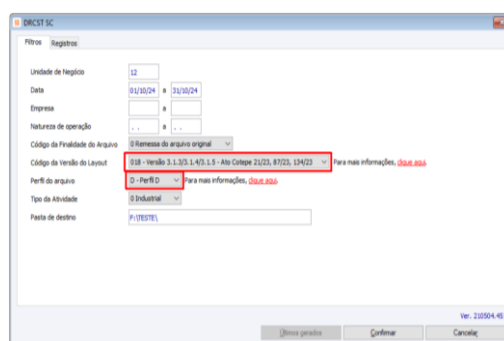 DRCST SC
Filtros Registros
Unidade de Negócio 12
Data 01/10/24 a 31/10/24
Empresa a
Natureza de operação . . a . .
Código da Finalidade do Arquivo 0 Remessa do arquivo original
Código da Versão do Layout 018 - Versão 3.1.3/3.1.4/3.1.5 - Ato Cotepe 21/23, 87/23, 134/23 Para mais informações, clique aqui.
Perfil do arquivo D - Perfil D Para mais informações, clique aqui.
Tipo da Atividade 0 Industrial
Pasta de destino F:\TESTE\
Ver. 210504.45
Últimos gerados Confirmar Cancelar